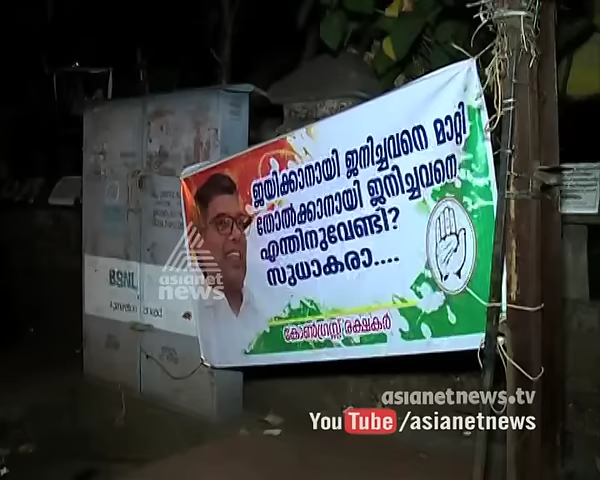 ജയിക്കാനായി ജനിച്ചവനെ മാറ്റി
തോൽക്കാനായി ജനിച്ചവനെ
എന്തിനുവേണ്ടി?
സുധാകരാ....
കോൺഗ്രസ്സ് രക്ഷകർ
BSNL
asianet
news
asianetnews.tv
YouTube/asianetnews